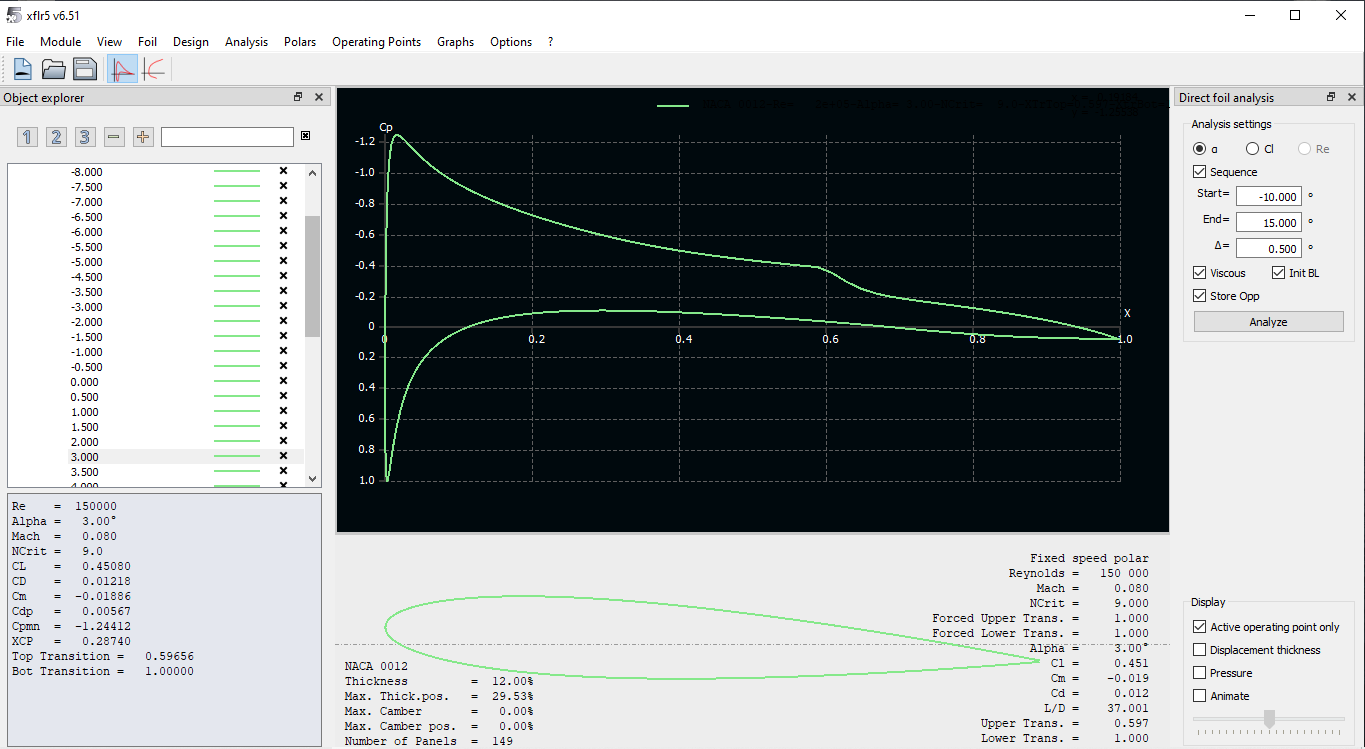 xflr5 v6.51
File Module View Foil Design Analysis Polars Operating Points Graphs Options ?
Object explorer
1 2 3 − +
-8.000
-7.500
-7.000
-6.500
-6.000
-5.500
-5.000
-4.500
-3.500
-3.000
-2.000
-1.500
-1.000
-0.500
0.000
0.500
1.000
1.500
2.000
3.000
3.500
4.000
Re = 150000
Alpha = 3.00°
Mach = 0.080
NCrit = 9.0
CL = 0.45080
CD = 0.01218
Cm = -0.01886
Cdp = 0.00567
Cpmn = -1.24412
XCP = 0.28740
Top Transition = 0.59656
Bot Transition = 1.00000
Cp
-1.2
-1.0
-0.8
-0.6
-0.4
-0.2
0
0.2
0.4
0.6
0.8
1.0
X
0 0.2 0.4 0.6 0.8 1.0
NACA 0012
Thickness = 12.00%
Max. Thick.pos. = 29.53%
Max. Camber = 0.00%
Max. Camber pos. = 0.00%
Number of Panels = 149
Fixed speed polar
Reynolds = 150 000
Mach = 0.080
NCrit = 9.000
Forced Upper Trans. = 1.000
Forced Lower Trans. = 1.000
Alpha = 3.00°
Cl = 0.451
Cm = -0.019
Cd = 0.012
L/D = 37.001
Upper Trans. = 0.597
Lower Trans. = 1.000
Direct foil analysis
Analysis settings
α Cl Re
Sequence
Start= -10.000 °
End= 15.000 °
Δ= 0.500 °
Viscous Init BL
Store Opp
Analyze
Display
Active operating point only
Displacement thickness
Pressure
Animate